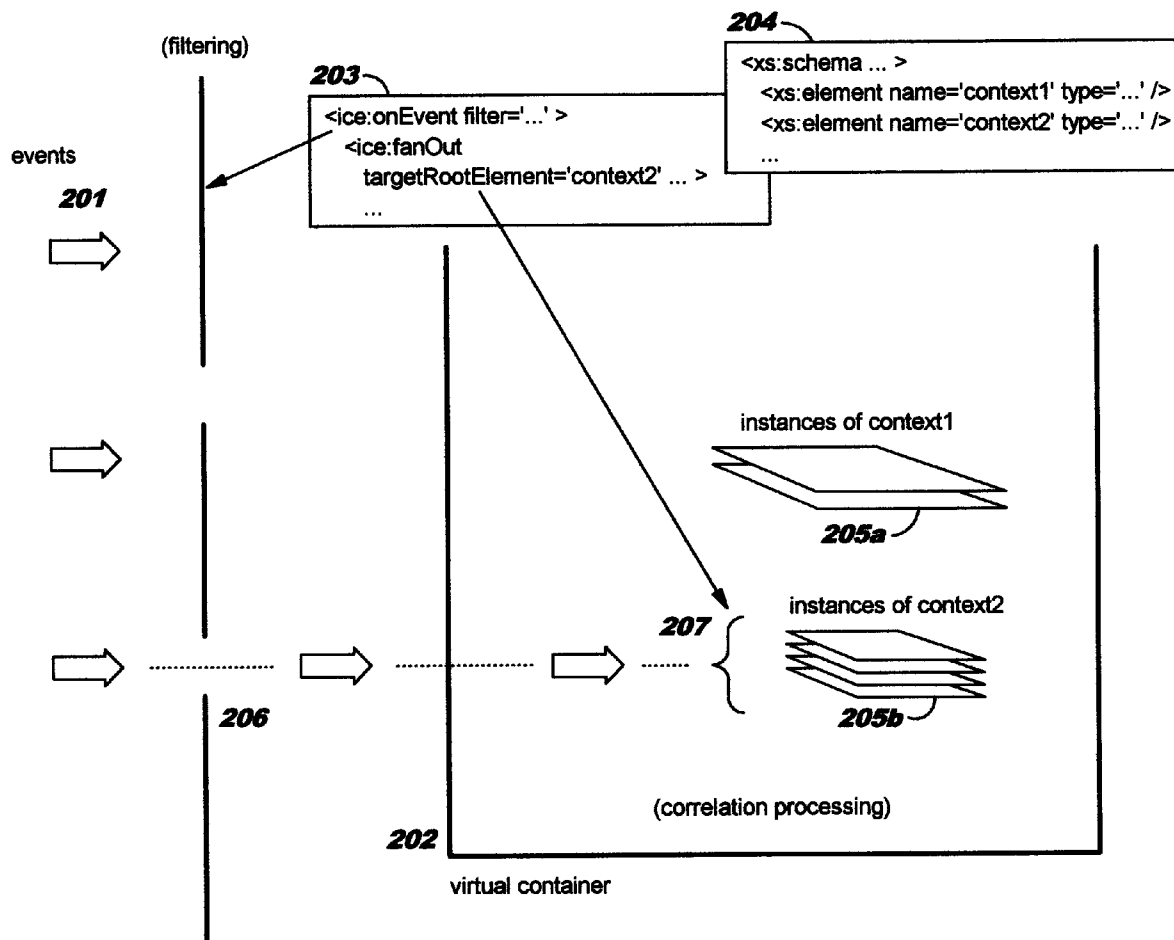 204
(filtering)
<xs:schema ... >
<xs:element name='context1' type='...' />
<xs:element name='context2' type='...' />
...
203
<ice:onEvent filter='...' >
<ice:fanOut
targetRootElement='context2' ... >
...
events
201
instances of context1
205a
instances of context2
207
206
205b
(correlation processing)
202
virtual container